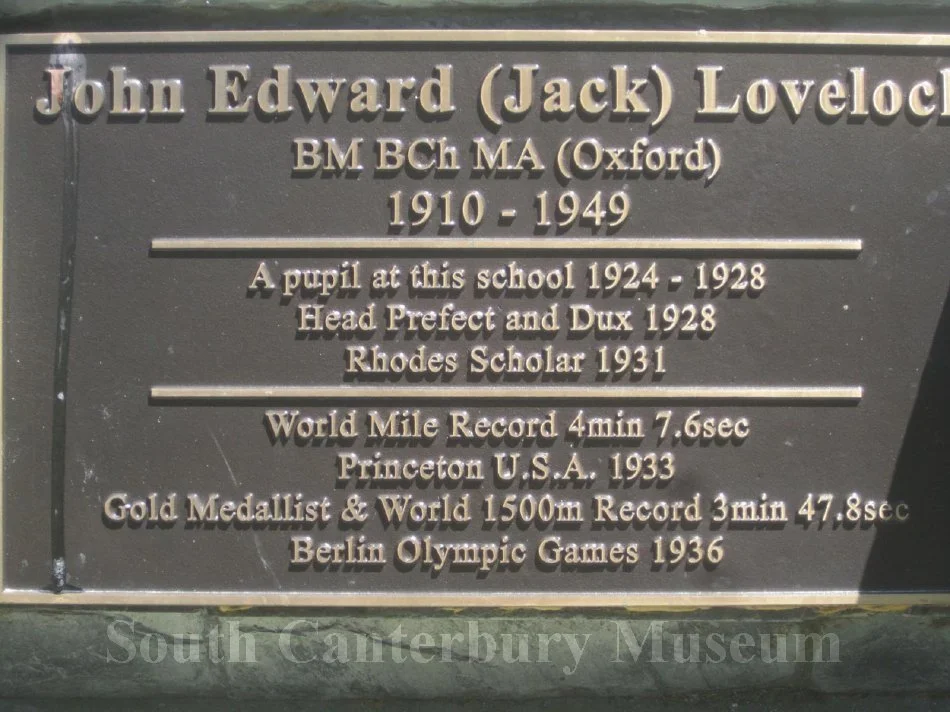 John Edward (Jack) Lovelock
BM BCh MA (Oxford)
1910 - 1949
A pupil at this school 1924 - 1928
Head Prefect and Dux 1928
Rhodes Scholar 1931
World Mile Record 4min 7.6sec
Princeton U.S.A. 1933
Gold Medallist & World 1500m Record 3min 47.8sec
Berlin Olympic Games 1936
South Canterbury Museum